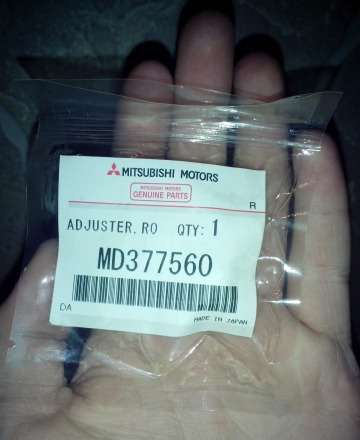 MITSUBISHI MOTORS
MITSUBISHI MOTORS
GENUINE PARTS
R
ADJUSTER, RO QTY: 1
MD377560
DA
MADE IN JAPAN